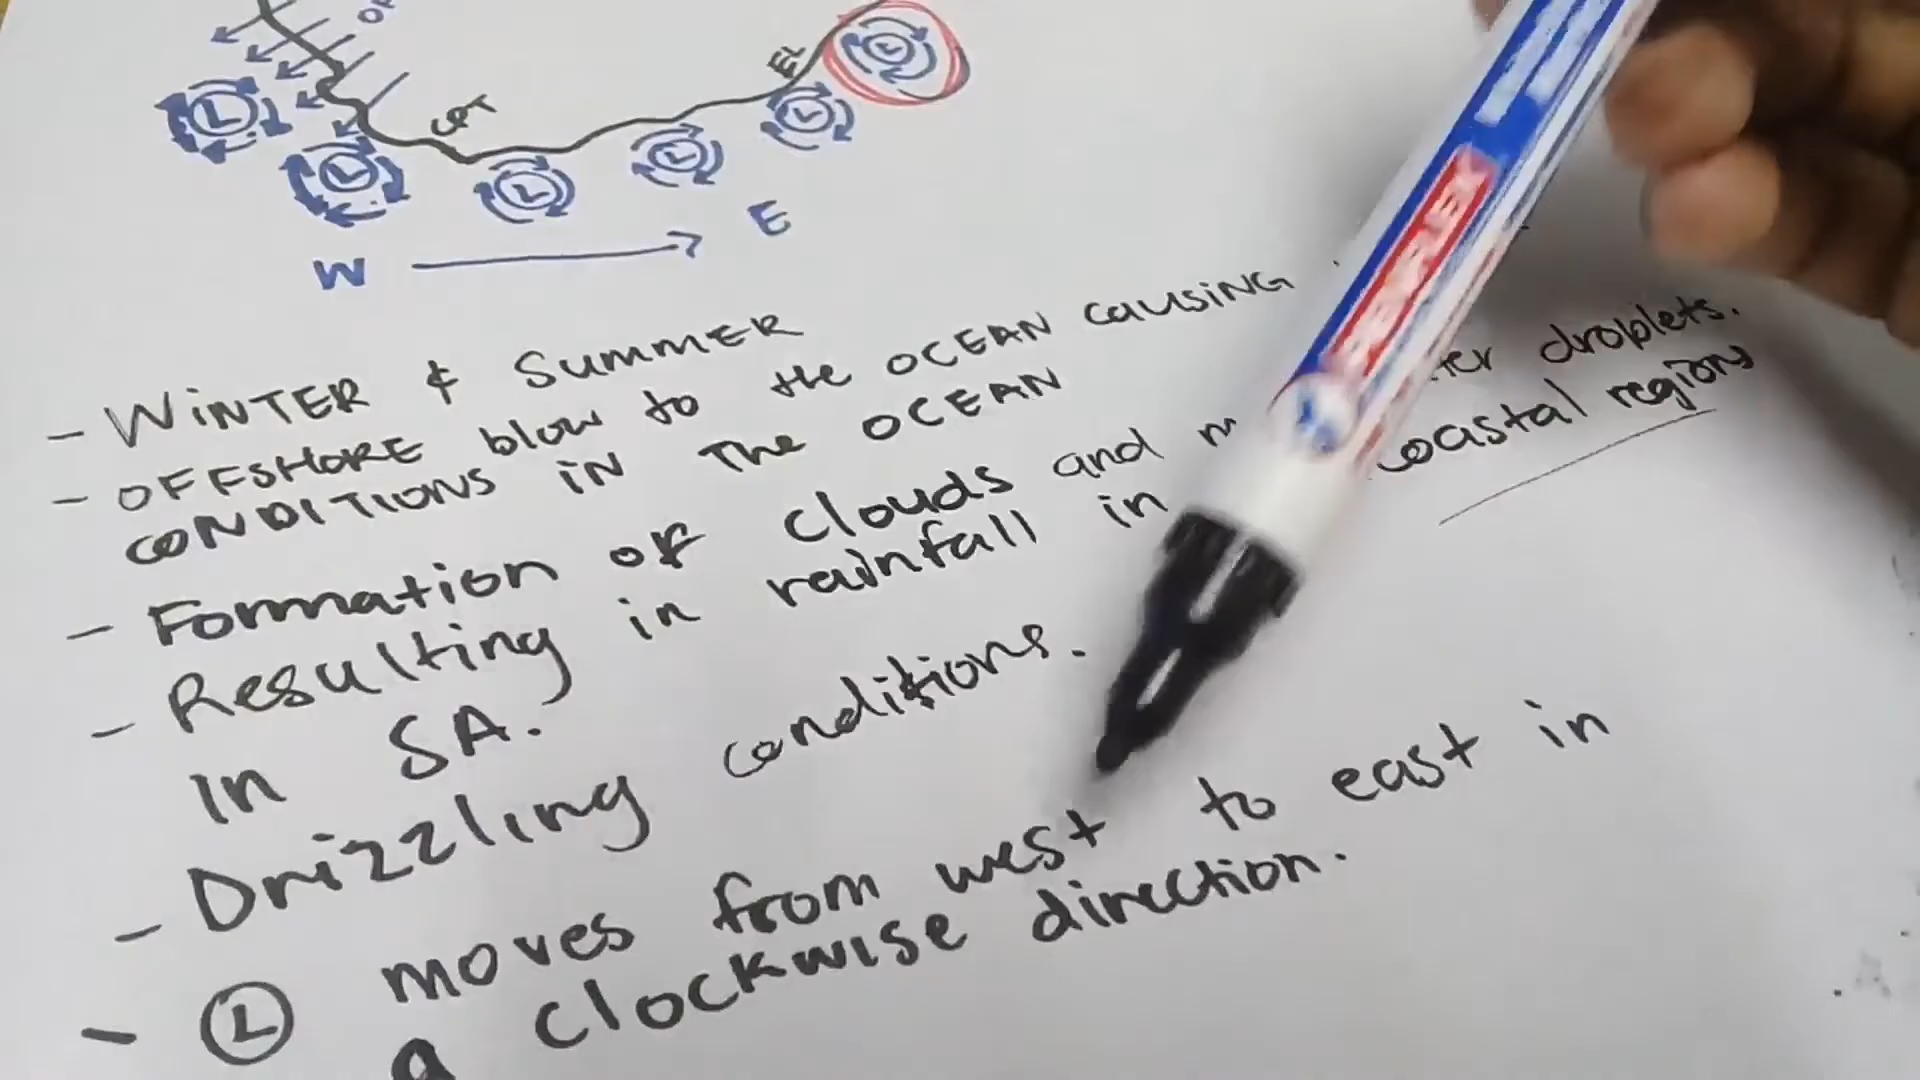 OF
L
L
CPT
L
L
EL
L
L
W → E
- WINTER & SUMMER
- OFFSHORE blow to the OCEAN causing
CONDITIONS IN The OCEAN
- Formation of clouds and m ter droplets.
- Resulting in rainfall in coastal regions
In SA.
- Drizzling conditions.
- L moves from west to east in
a clockwise direction.